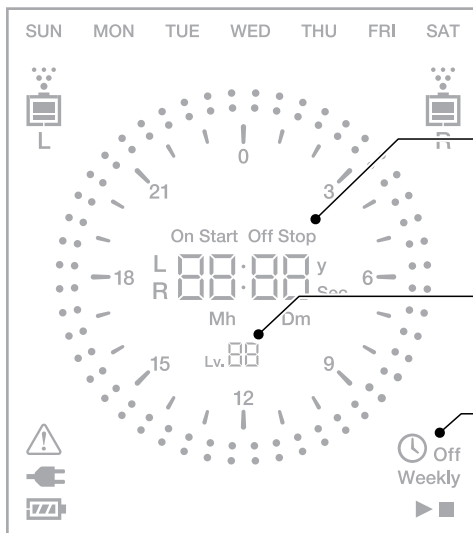 SUN MON TUE WED THU FRI SAT
L R
0
21 3
On Start Off Stop
L 88:88 y
R Sec
18 6
Mh Dm
Lv. 88
15 9
12
Off
Weekly